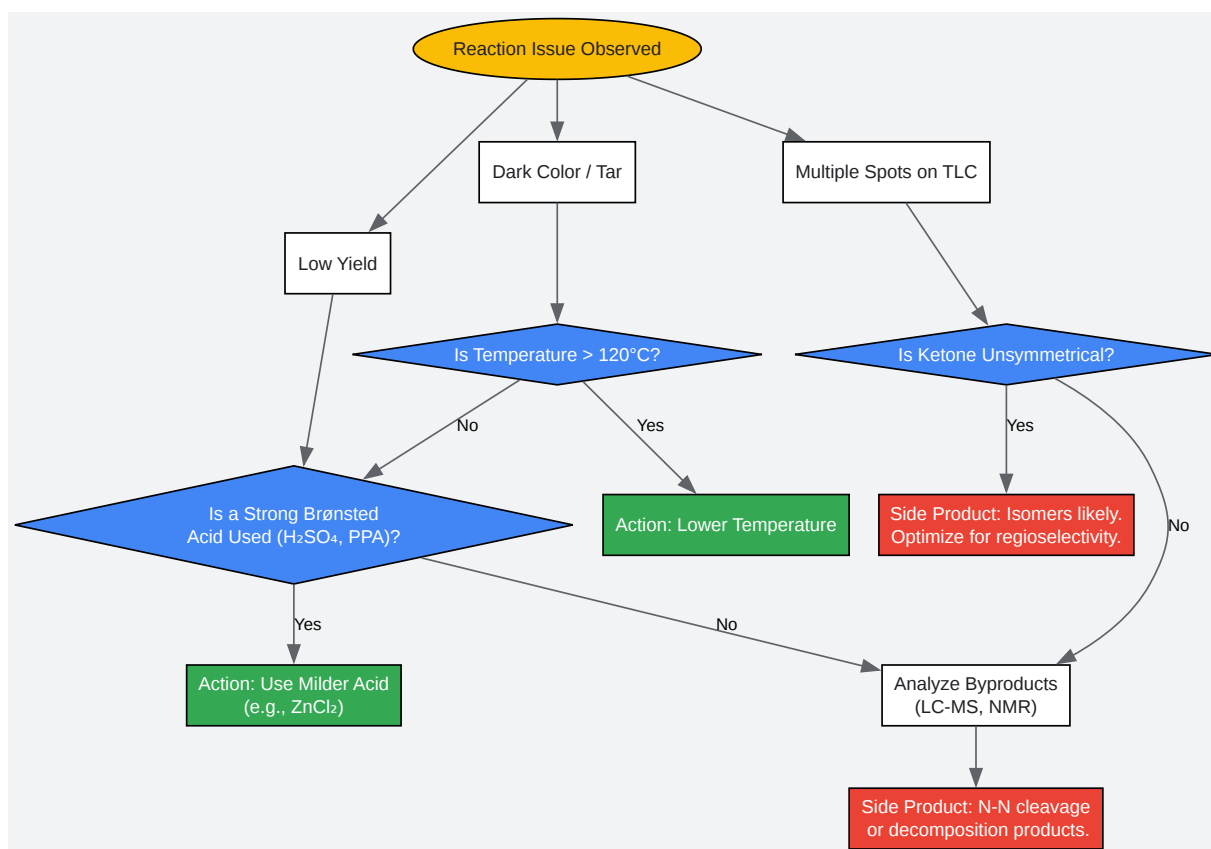 Reaction Issue Observed
Dark Color / Tar
Multiple Spots on TLC
Low Yield
Is Temperature > 120°C?
Is Ketone Unsymmetrical?
No
Yes
Yes
Is a Strong Brønsted
Acid Used (H₂SO₄, PPA)?
Action: Lower Temperature
Side Product: Isomers likely.
Optimize for regioselectivity.
No
Yes
No
Action: Use Milder Acid
(e.g., ZnCl₂)
Analyze Byproducts
(LC-MS, NMR)
Side Product: N-N cleavage
or decomposition products.